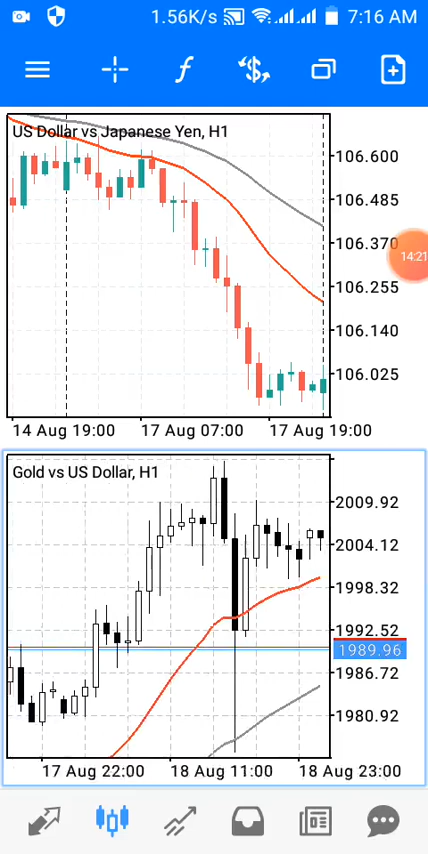 1.56K/s 7:16 AM
US Dollar vs Japanese Yen, H1
106.600
106.485
106.370
14:21
106.255
106.140
106.025
14 Aug 19:00 17 Aug 07:00 17 Aug 19:00
Gold vs US Dollar, H1
2009.92
2004.12
1998.32
1992.52
1989.96
1986.72
1980.92
17 Aug 22:00 18 Aug 11:00 18 Aug 23:00